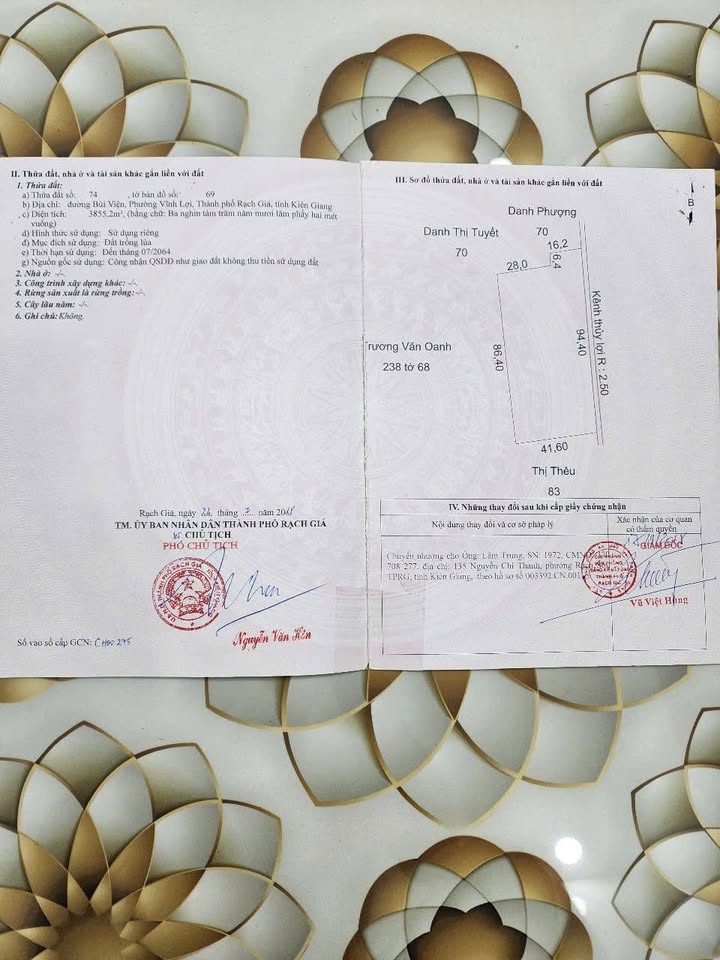 II. Thửa đất, nhà ở và tài sản khác gắn liền với đất
1. Thửa đất:
a) Thửa đất số: 74 , tờ bản đồ số: 69
b) Địa chỉ: đường Bùi Viện, Phường Vĩnh Lợi, Thành phố Rạch Giá, tỉnh Kiên Giang
c) Diện tích: 3855,2m², (bằng chữ: Ba nghìn tám trăm năm mươi lăm phẩy hai mét
vuông)
d) Hình thức sử dụng: Sử dụng riêng
đ) Mục đích sử dụng: Đất trồng lúa
e) Thời hạn sử dụng: Đến tháng 07/2064
g) Nguồn gốc sử dụng: Công nhận QSDĐ như giao đất không thu tiền sử dụng đất
2. Nhà ở: -/-.
3. Công trình xây dựng khác: -/-.
4. Rừng sản xuất là rừng trồng: -/-.
5. Cây lâu năm: -/-.
6. Ghi chú: Không.
Rạch Giá, ngày tháng 7 năm
TM. ỦY BAN NHÂN DÂN THÀNH PHỐ RẠCH GIÁ
CHỦ TỊCH
PHÓ CHỦ TỊCH
Nguyễn Văn Hôn
Số vào sổ cấp GCN:
III. Sơ đồ thửa đất, nhà ở và tài sản khác gắn liền với đất
B
Danh Phượng
Danh Thị Tuyết 70
70 16,2
28,0 6,4
Kênh thủy lợi R : 2.50
94,40
86,40
Trương Văn Oanh
238 tờ 68
41,60
Thị Thêu
83
IV. Những thay đổi sau khi cấp giấy chứng nhận
Nội dung thay đổi và cơ sở pháp lý
Xác nhận của cơ quan
có thẩm quyền
Chuyển nhượng cho Ông: Lâm Trung, SN: 1972, CMND
708 277, địa chỉ: 135 Nguyễn Chí Thanh, phường
TPRG, tỉnh Kiên Giang, theo hồ sơ số 003392.CN.001
GIÁM ĐỐC
Vũ Việt Hùng